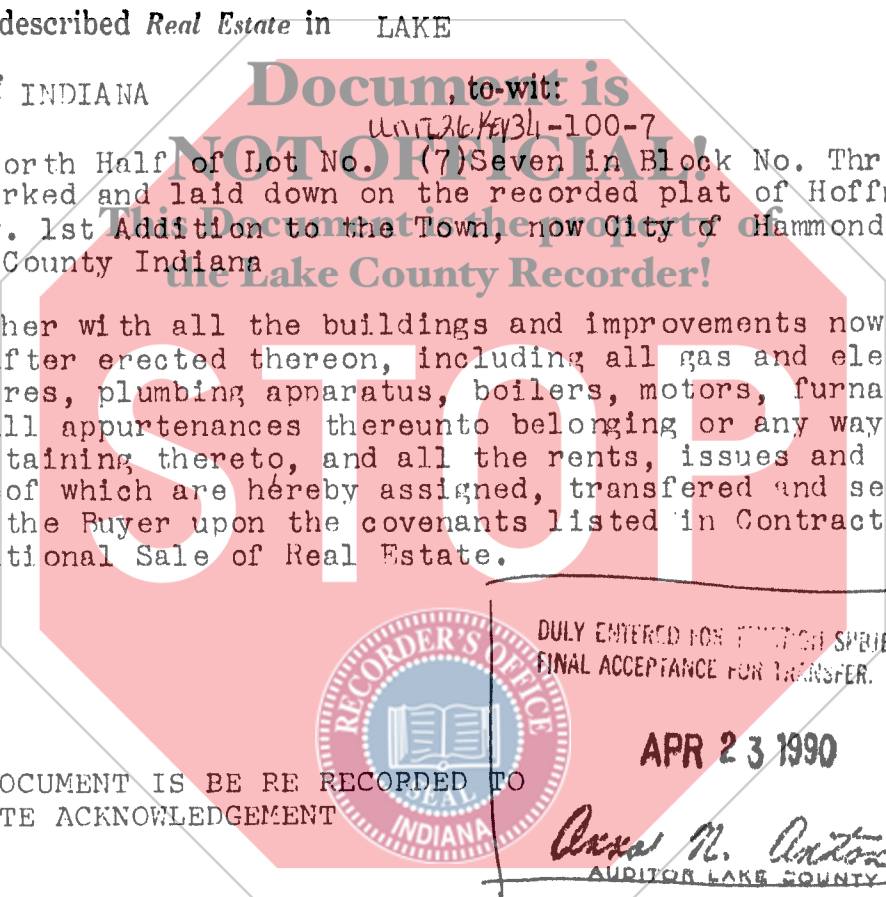 described Real Estate in LAKE
INDIANA , to-wit:
Document is
NOT OFFICIAL!
This Document is the property of
the Lake County Recorder!
STOP
UNIT 26 KEY 34-100-7
orth Half of Lot No. (7)Seven in Block No. Thr
rked and laid down on the recorded plat of Hoff
. 1st Addition to the Town, now City of Hammond
County Indiana
her with all the buildings and improvements now
fter erected thereon, including all gas and ele
res, plumbing apparatus, boilers, motors, furna
ll appurtenances thereunto belonging or any way
taining thereto, and all the rents, issues and
of which are hereby assigned, transfered and se
the Buyer upon the covenants listed in Contract
tional Sale of Real Estate.
DULY ENTERED FOR
FINAL ACCEPTANCE FOR TRANSFER.
APR 23 1990
RECORDER'S OFFICE
SEAL
INDIANA
OCUMENT IS BE RE RECORDED TO
TE ACKNOWLEDGEMENT
Anna N. Anton
AUDITOR LAKE COUNTY